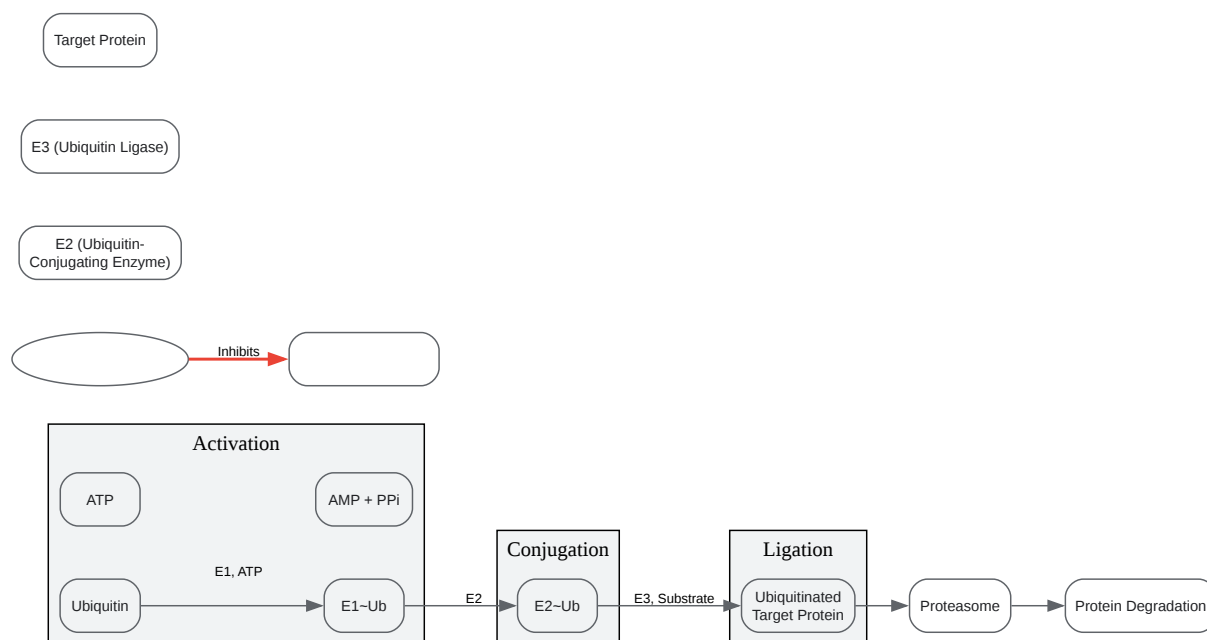 Target Protein
E3 (Ubiquitin Ligase)
E2 (Ubiquitin-
Conjugating Enzyme)
Inhibits
Activation
ATP
AMP + PPi
E1, ATP
Ubiquitin
E1~Ub
E2
Conjugation
E2~Ub
E3, Substrate
Ligation
Ubiquitinated
Target Protein
Proteasome
Protein Degradation